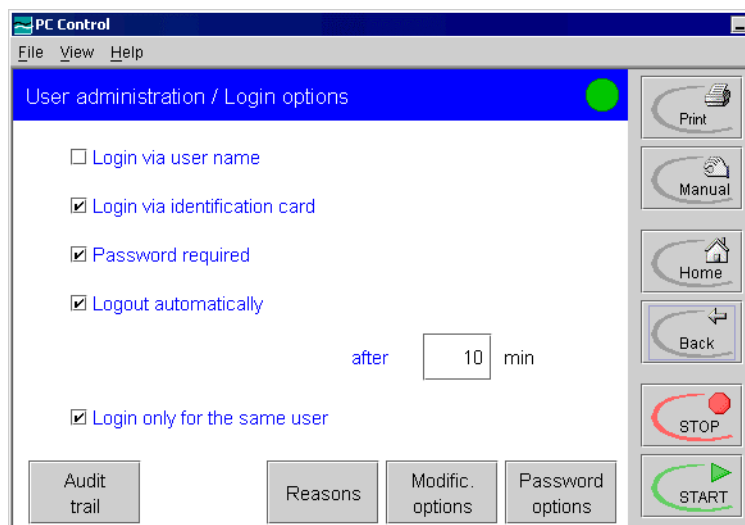 PC Control
File View Help
User administration / Login options
Print
Login via user name
Manual
Login via identification card
Password required
Home
Logout automatically
after 10 min
Back
Login only for the same user
STOP
Audit
trail
Reasons
Modific.
options
Password
options
START